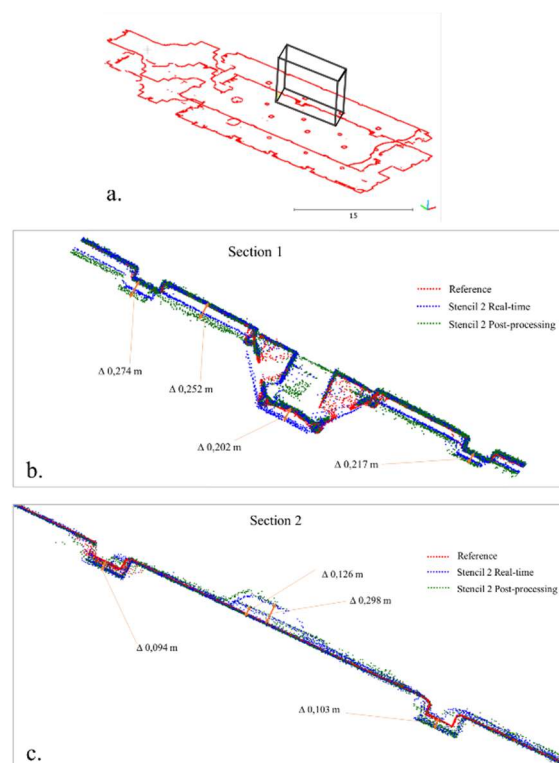 15
a.
Section 1
Reference
Stencil 2 Real-time
Stencil 2 Post-processing
Δ 0,274 m
Δ 0,252 m
Δ 0,202 m
Δ 0,217 m
b.
Section 2
Reference
Stencil 2 Real-time
Stencil 2 Post-processing
Δ 0,126 m
Δ 0,298 m
Δ 0,094 m
Δ 0,103 m
c.